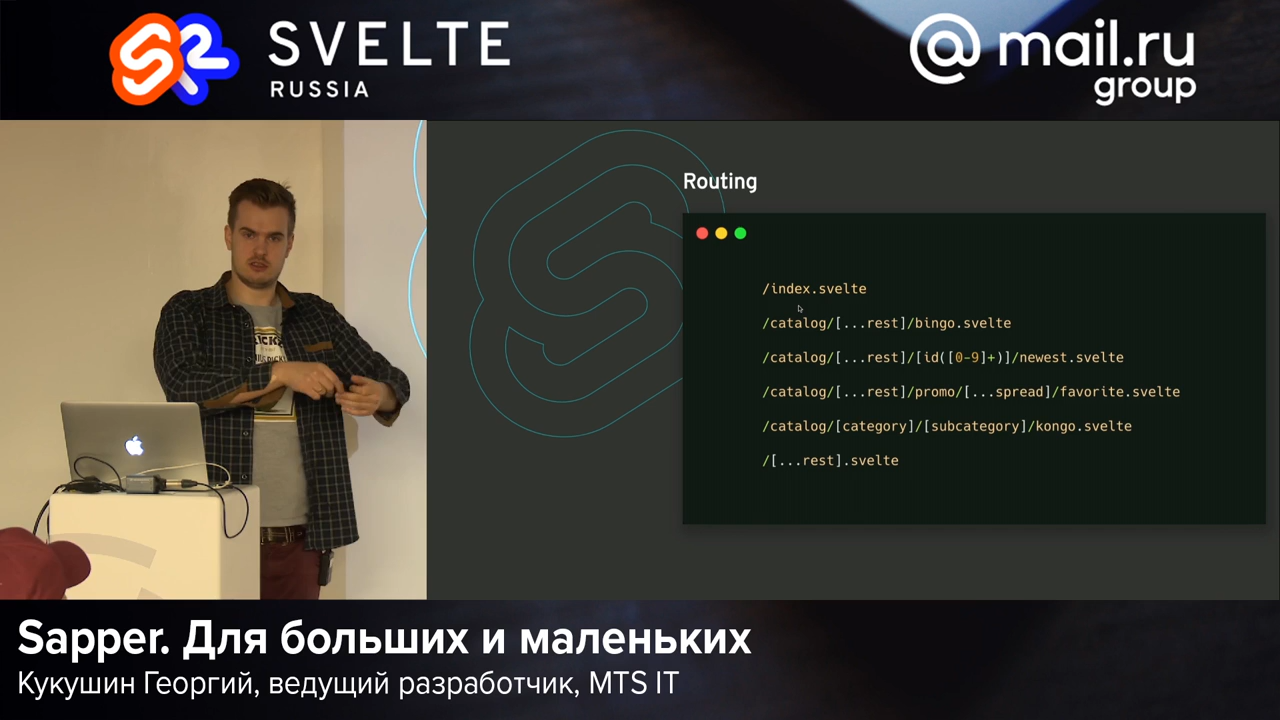 SVELTE
RUSSIA
@mail.ru
group
Routing
/index.svelte
/catalog/[...rest]/bingo.svelte
/catalog/[...rest]/[id([0-9]+)]/newest.svelte
/catalog/[...rest]/promo/[...spread]/favorite.svelte
/catalog/[category]/[subcategory]/kongo.svelte
/[...rest].svelte
Sapper. Для больших и маленьких
Кукушин Георгий, ведущий разработчик, MTS IT